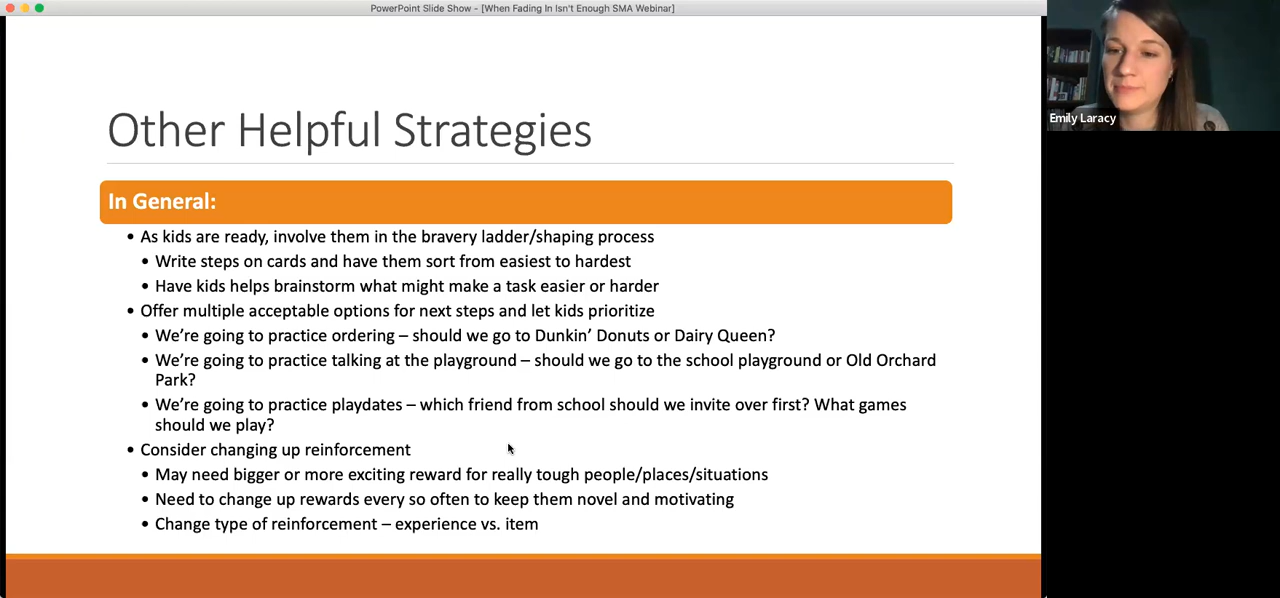 PowerPoint Slide Show - [When Fading In Isn't Enough SMA Webinar]
Emily Laracy
Other Helpful Strategies
In General:
• As kids are ready, involve them in the bravery ladder/shaping process
• Write steps on cards and have them sort from easiest to hardest
• Have kids helps brainstorm what might make a task easier or harder
• Offer multiple acceptable options for next steps and let kids prioritize
• We’re going to practice ordering – should we go to Dunkin’ Donuts or Dairy Queen?
• We’re going to practice talking at the playground – should we go to the school playground or Old Orchard
Park?
• We’re going to practice playdates – which friend from school should we invite over first? What games
should we play?
• Consider changing up reinforcement
• May need bigger or more exciting reward for really tough people/places/situations
• Need to change up rewards every so often to keep them novel and motivating
• Change type of reinforcement – experience vs. item